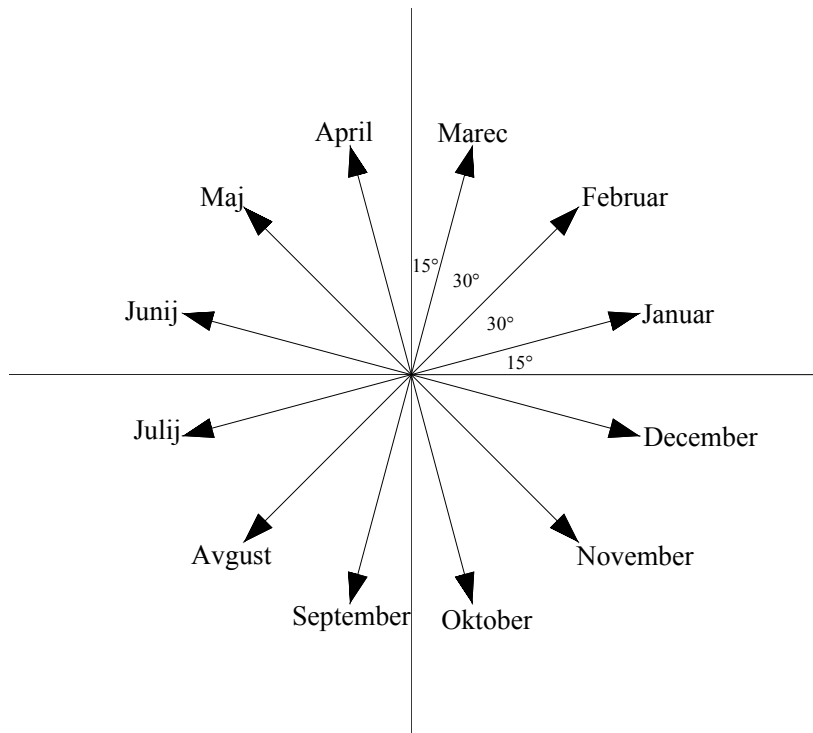 April
Marec
Maj
Februar
15°
30°
Junij
30°
Januar
15°
Julij
December
Avgust
November
September
Oktober